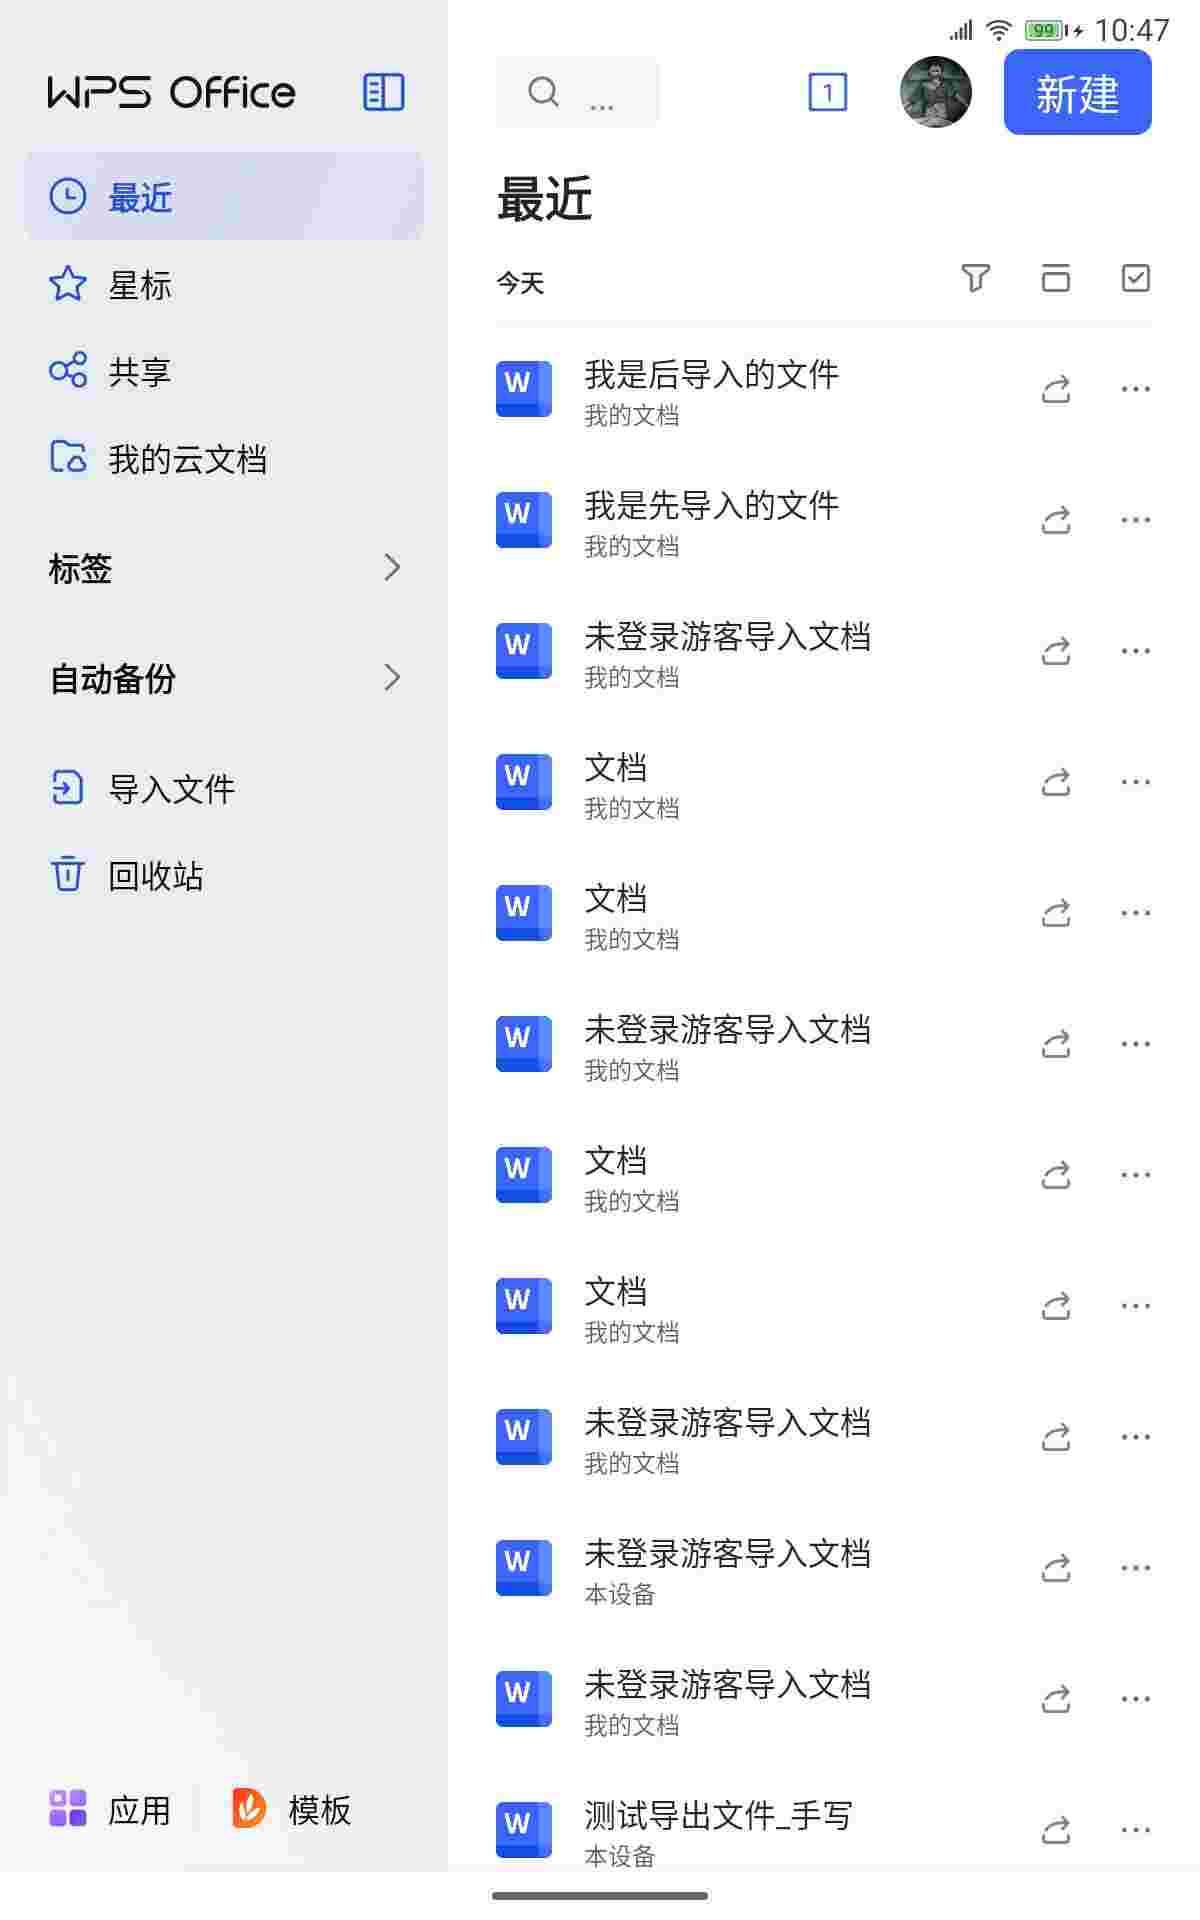 99 10:47
WPS Office
最近
星标
共享
我的云文档
标签
自动备份
导入文件
回收站
应用
模板
...
1
新建
最近
今天
我是后导入的文件
我的文档
我是先导入的文件
我的文档
未登录游客导入文档
我的文档
文档
我的文档
文档
我的文档
未登录游客导入文档
我的文档
文档
我的文档
文档
我的文档
未登录游客导入文档
我的文档
未登录游客导入文档
本设备
未登录游客导入文档
我的文档
测试导出文件_手写
本设备